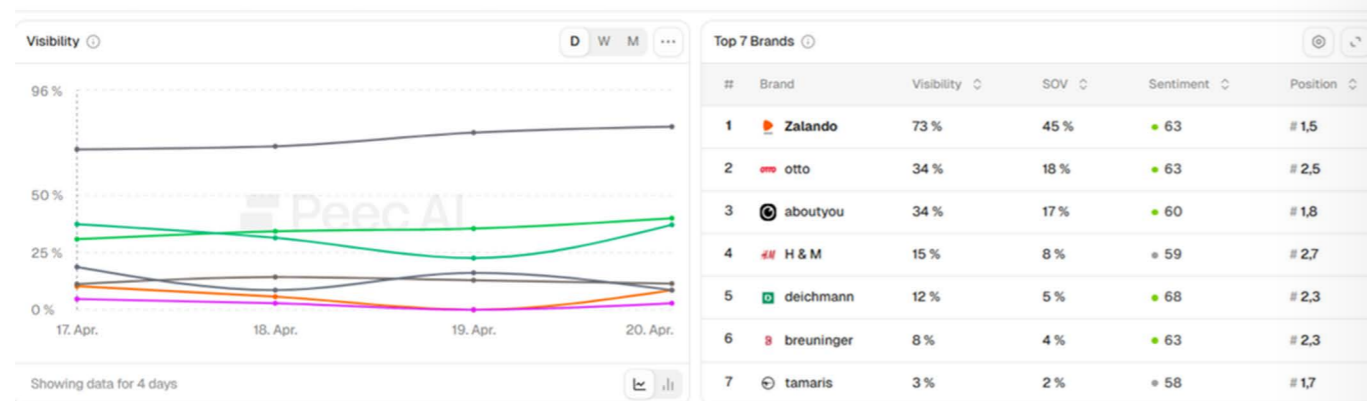 Visibility
D W M ...
96 %
50 %
25 %
0 %
17. Apr. 18. Apr. 19. Apr. 20. Apr.
Peec AI
Showing data for 4 days
Top 7 Brands
# Brand Visibility SOV Sentiment Position
1 Zalando 73 % 45 % 63 # 1,5
2 otto otto 34 % 18 % 63 # 2,5
3 aboutyou 34 % 17 % 60 # 1,8
4 H&M H & M 15 % 8 % 59 # 2,7
5 deichmann 12 % 5 % 68 # 2,3
6 breuninger 8 % 4 % 63 # 2,3
7 tamaris 3 % 2 % 58 # 1,7